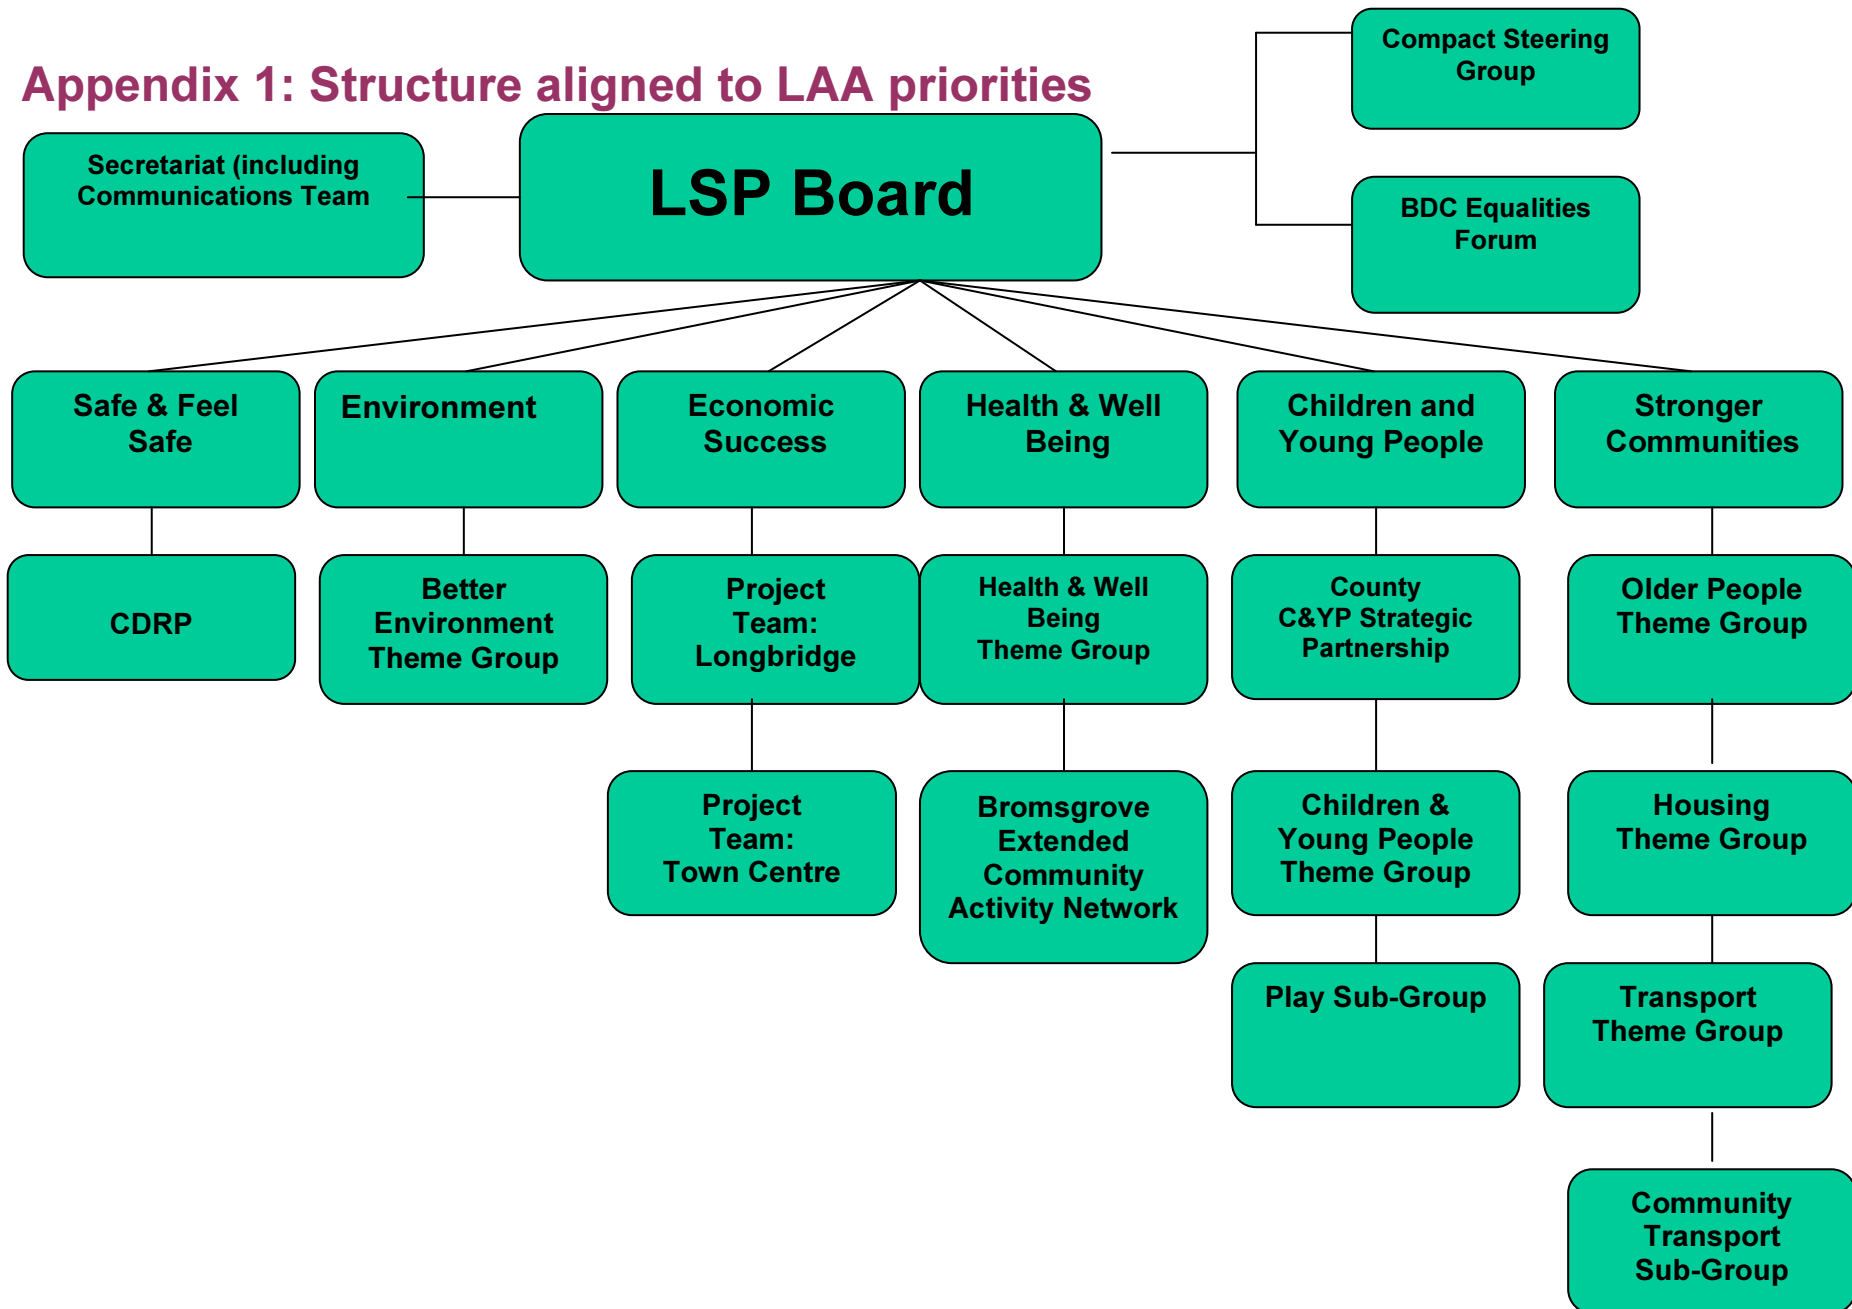 Appendix 1: Structure aligned to LAA priorities
Compact Steering
Group
Secretariat (including
Communications Team
LSP Board
BDC Equalities
Forum
Safe & Feel
Safe
Environment
Economic
Success
Health & Well
Being
Children and
Young People
Stronger
Communities
CDRP
Better
Environment
Theme Group
Project
Team:
Longbridge
Health & Well
Being
Theme Group
County
C&YP Strategic
Partnership
Older People
Theme Group
Project
Team:
Town Centre
Bromsgrove
Extended
Community
Activity Network
Children &
Young People
Theme Group
Housing
Theme Group
Play Sub-Group
Transport
Theme Group
Community
Transport
Sub-Group